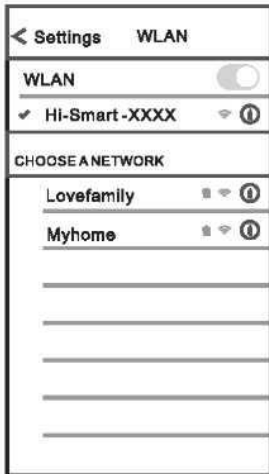 Settings WLAN
WLAN
Hi-Smart-XXXX
CHOOSE A NETWORK
Lovefamily
Myhome